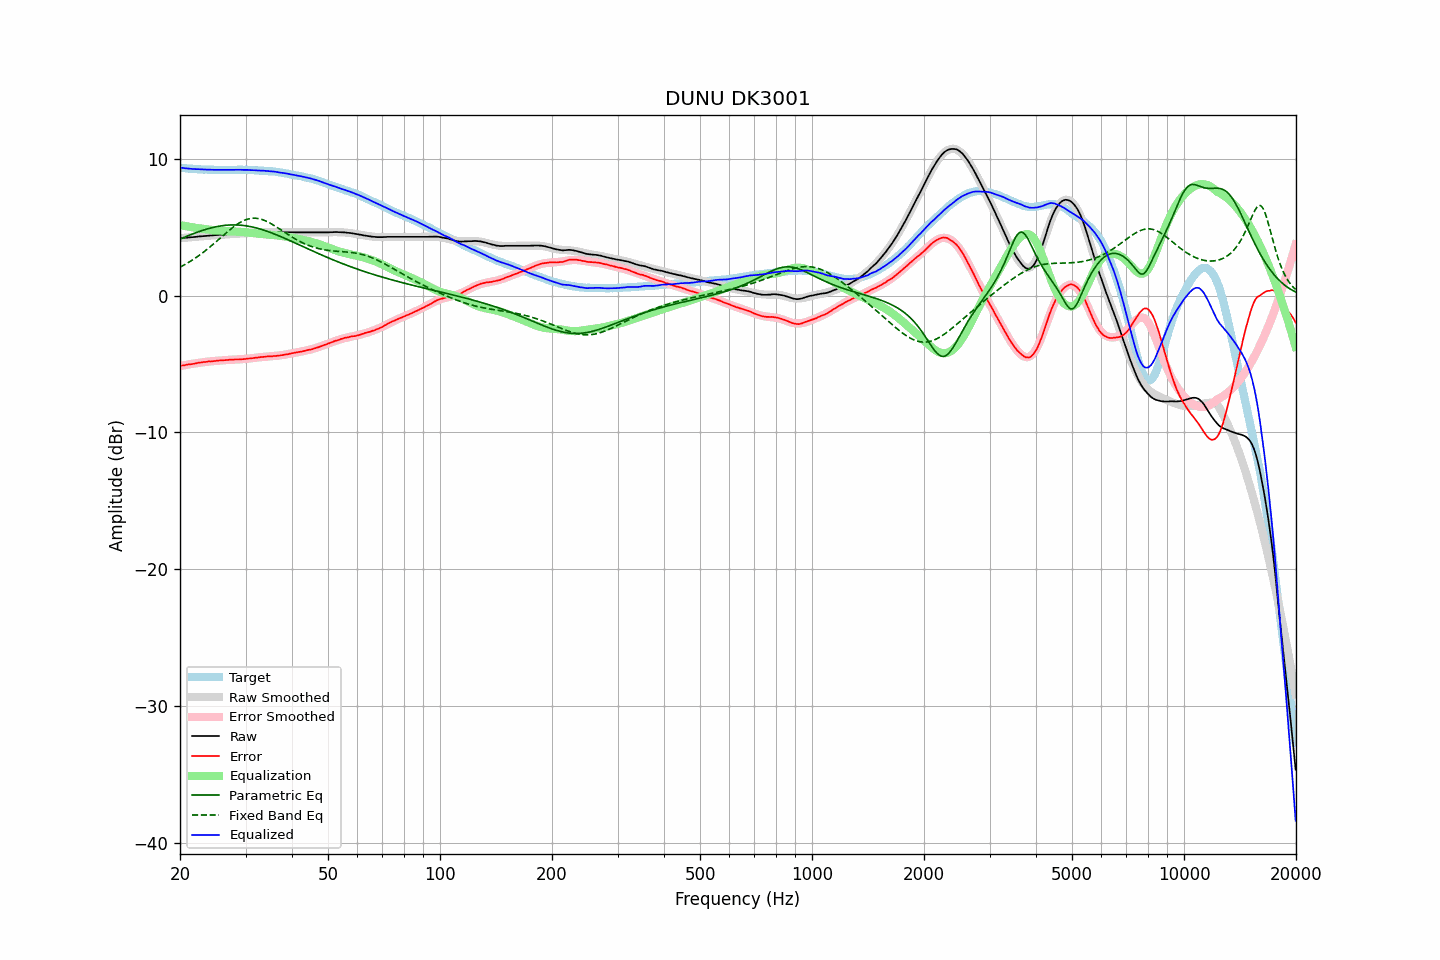 DUNU DK3001
10
0
−10
−20
−30
−40
Amplitude (dBr)
Target
Raw Smoothed
Error Smoothed
Raw
Error
Equalization
Parametric Eq
Fixed Band Eq
Equalized
20 50 100 200 500 1000 2000 5000 10000 20000
Frequency (Hz)